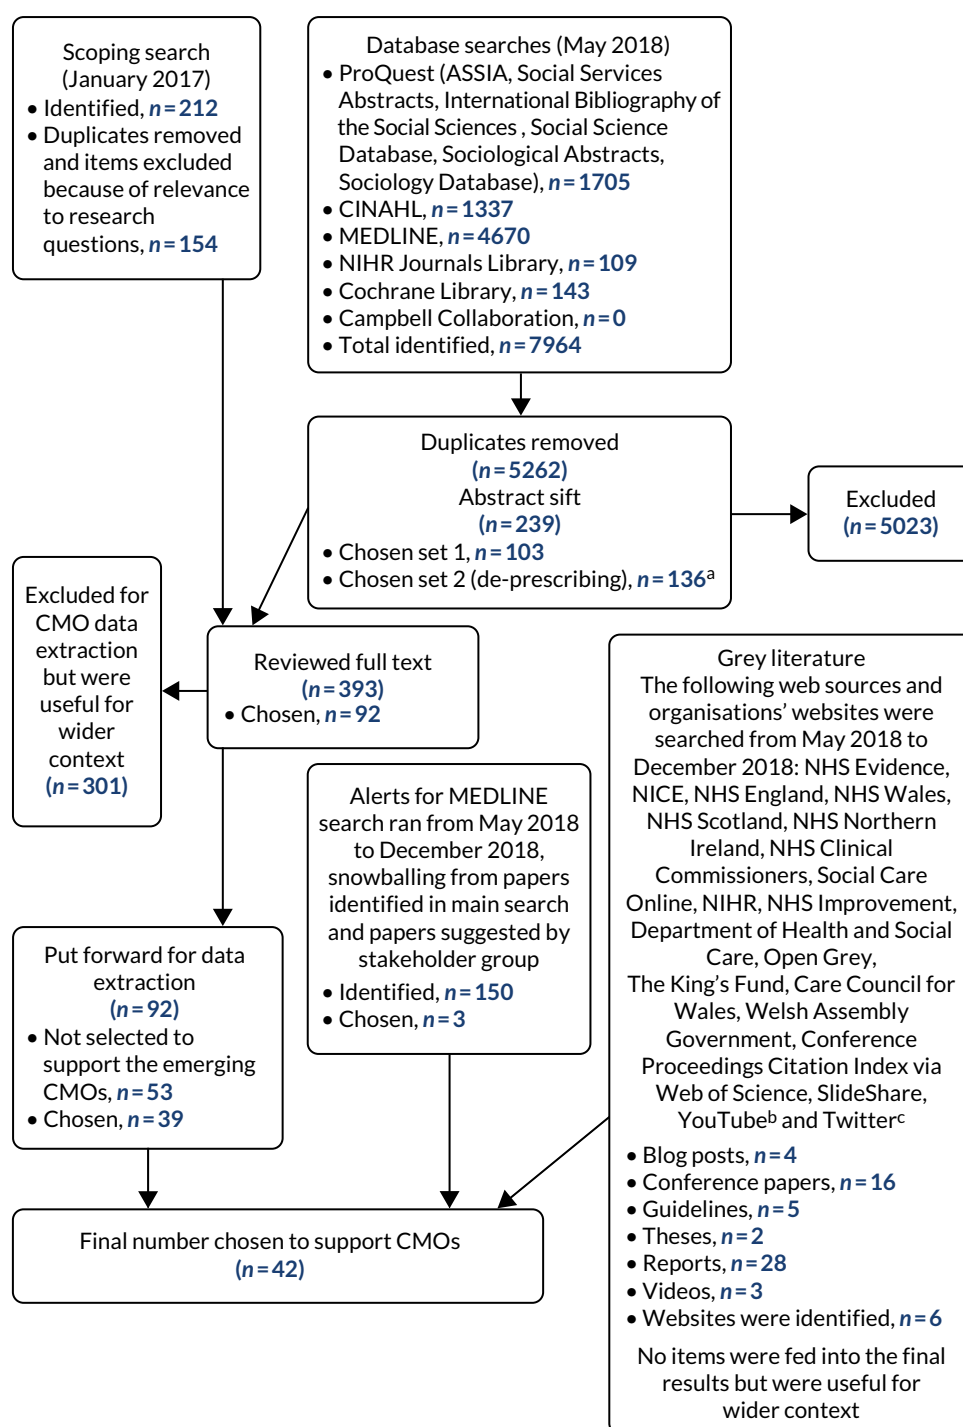 Scoping search
(January 2017)
• Identified, n = 212
• Duplicates removed
and items excluded
because of relevance
to research
questions, n = 154
Database searches (May 2018)
• ProQuest (ASSIA, Social Services
Abstracts, International Bibliography of
the Social Sciences , Social Science
Database, Sociological Abstracts,
Sociology Database), n = 1705
• CINAHL, n = 1337
• MEDLINE, n = 4670
• NIHR Journals Library, n = 109
• Cochrane Library, n = 143
• Campbell Collaboration, n = 0
• Total identified, n = 7964
Duplicates removed
(n = 5262)
Abstract sift
(n = 239)
• Chosen set 1, n = 103
• Chosen set 2 (de-prescribing), n = 136a
Excluded
(n = 5023)
Excluded for
CMO data
extraction
but were
useful for
wider
context
(n = 301)
Reviewed full text
(n = 393)
• Chosen, n = 92
Alerts for MEDLINE
search ran from May 2018
to December 2018,
snowballing from papers
identified in main search
and papers suggested by
stakeholder group
• Identified, n = 150
• Chosen, n = 3
Put forward for data
extraction
(n = 92)
• Not selected to
support the emerging
CMOs, n = 53
• Chosen, n = 39
Grey literature
The following web sources and
organisations’ websites were
searched from May 2018 to
December 2018: NHS Evidence,
NICE, NHS England, NHS Wales,
NHS Scotland, NHS Northern
Ireland, NHS Clinical
Commissioners, Social Care
Online, NIHR, NHS Improvement,
Department of Health and Social
Care, Open Grey,
The King’s Fund, Care Council for
Wales, Welsh Assembly
Government, Conference
Proceedings Citation Index via
Web of Science, SlideShare,
YouTubeb and Twitterc
• Blog posts, n = 4
• Conference papers, n = 16
• Guidelines, n = 5
• Theses, n = 2
• Reports, n = 28
• Videos, n = 3
• Websites were identified, n = 6
No items were fed into the final
results but were useful for
wider context
Final number chosen to support CMOs
(n = 42)